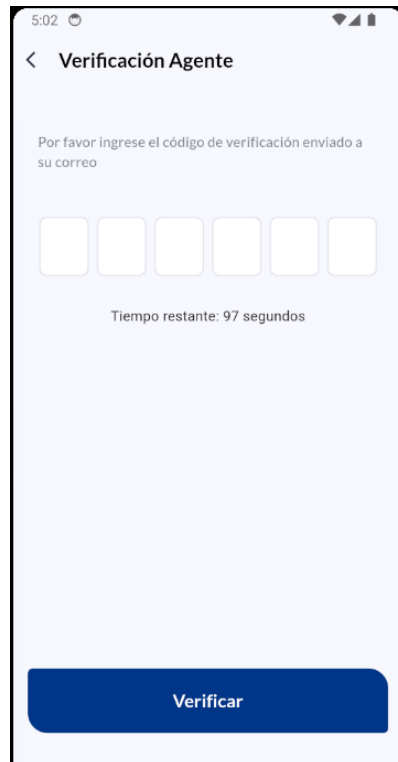 5:02
Verificación Agente
Por favor ingrese el código de verificación enviado a
su correo
Tiempo restante: 97 segundos
Verificar